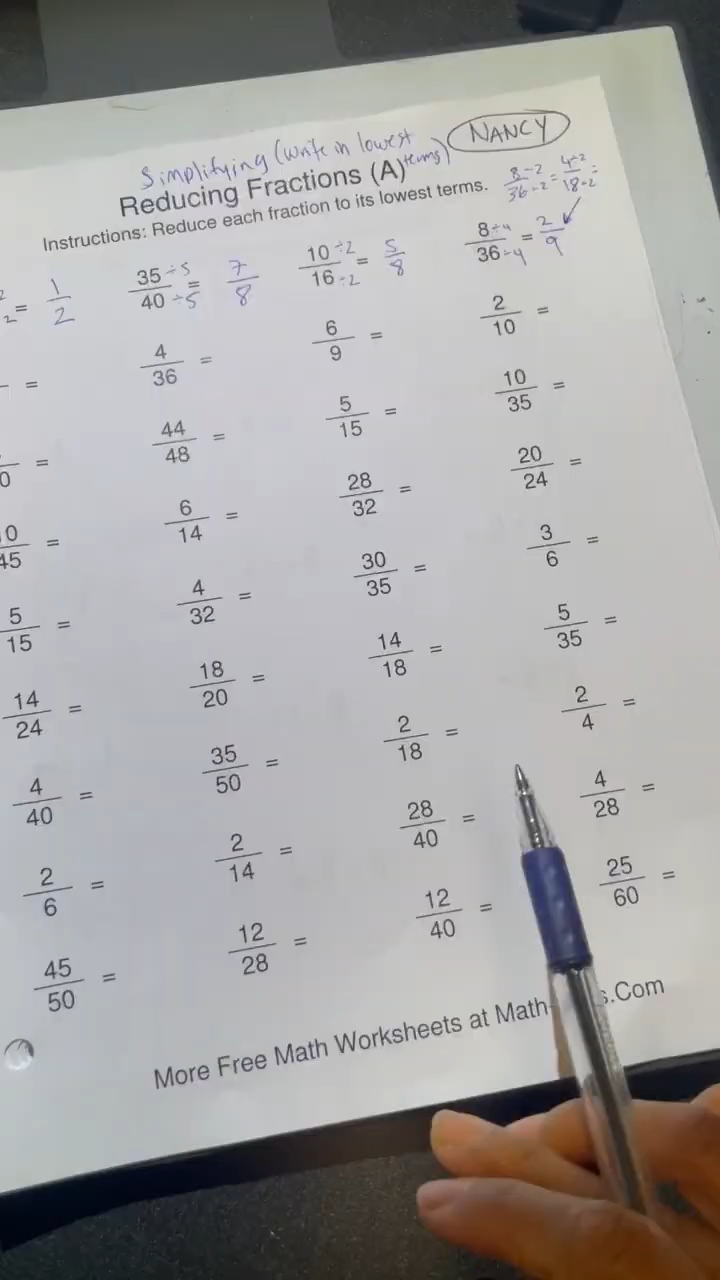 Simplifying (write in lowest terms)
NANCY
Reducing Fractions (A)
Instructions: Reduce each fraction to its lowest terms.
8÷2/36÷2 = 4÷2/18÷2 =
2 = 1/2 35÷5/40÷5 = 7/8 10÷2/16÷2 = 5/8 8÷4/36÷4 = 2/9
= 4/36 = 6/9 = 2/10 =
= 44/48 = 5/15 = 10/35 =
= 6/14 = 28/32 = 20/24 =
5/15 = 4/32 = 30/35 = 3/6 =
14/24 = 18/20 = 14/18 = 5/35 =
4/40 = 35/50 = 2/18 = 2/4 =
2/6 = 2/14 = 28/40 = 4/28 =
45/50 = 12/28 = 12/40 = 25/60 =
More Free Math Worksheets at Math- s.Com